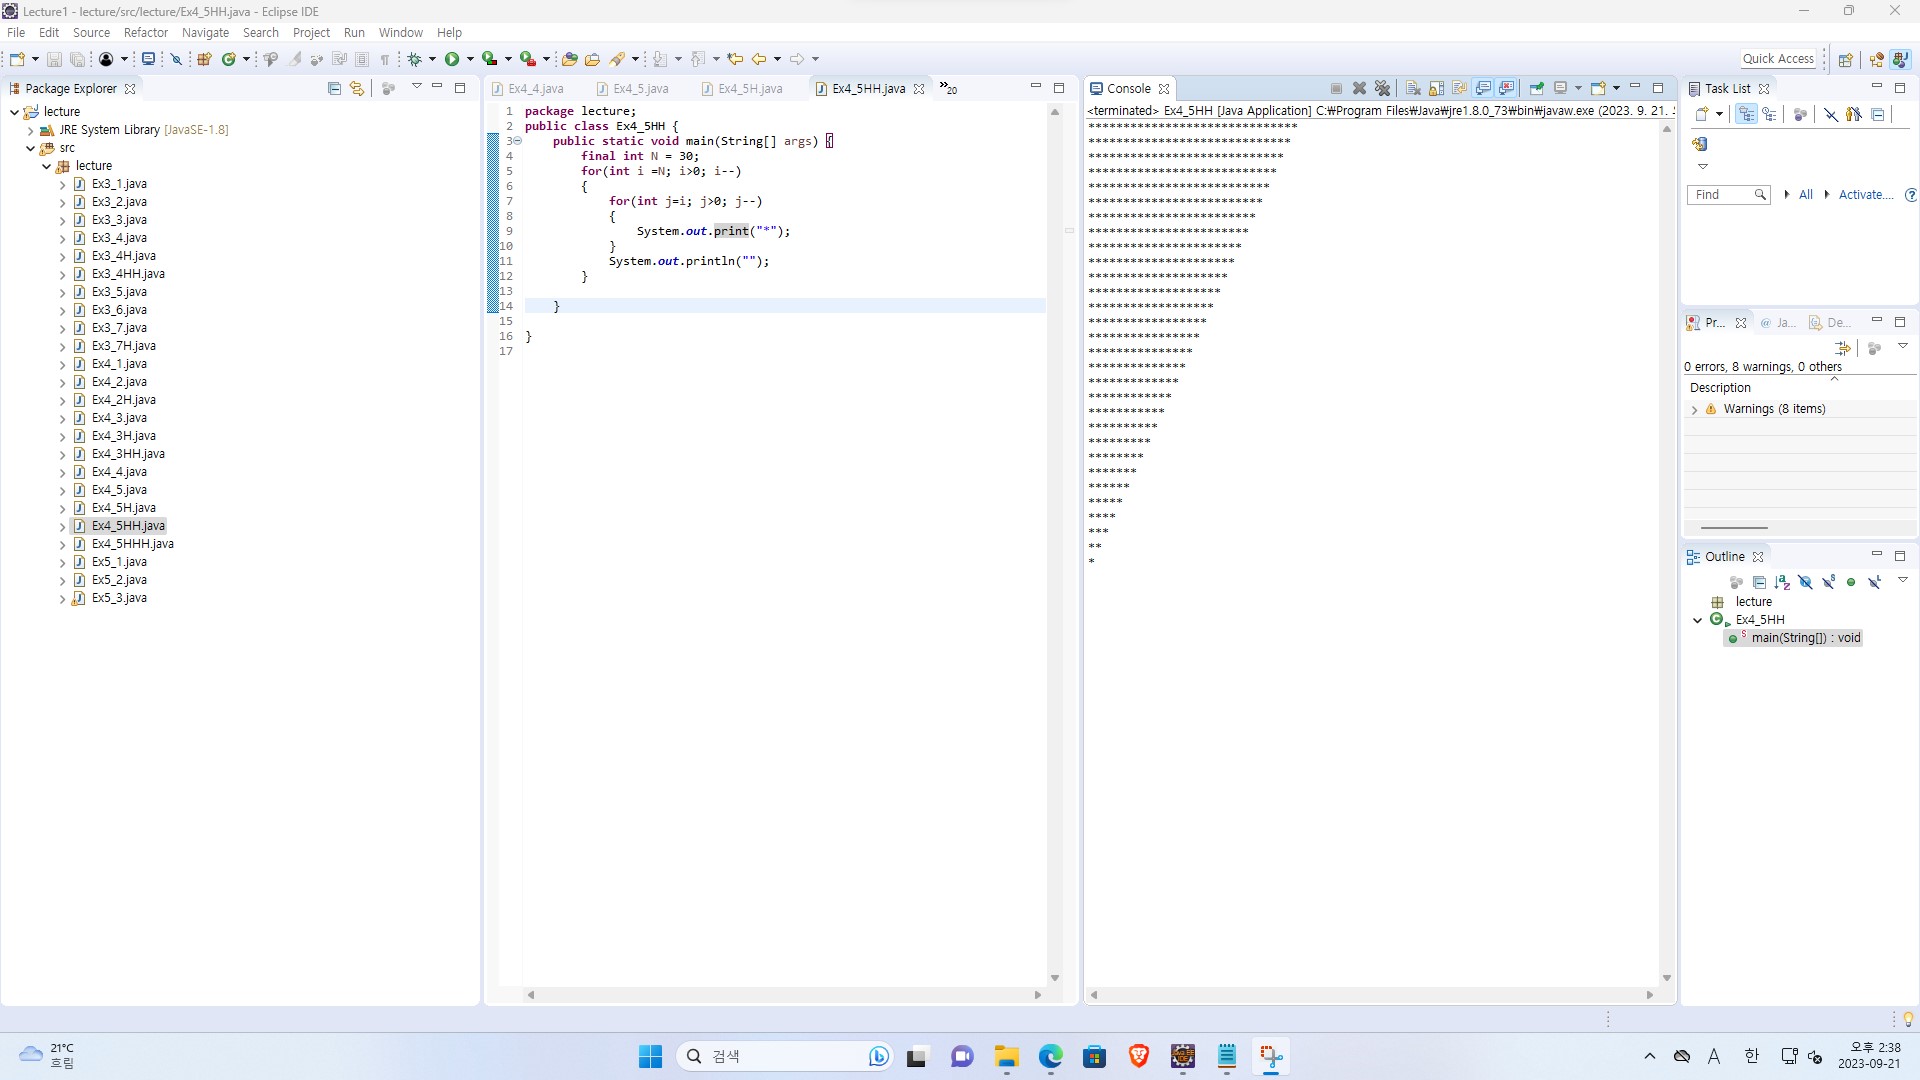 Lecture1 - lecture/src/lecture/Ex4_5HH.java - Eclipse IDE
File Edit Source Refactor Navigate Search Project Run Window Help
Quick Access
Package Explorer
lecture
JRE System Library [JavaSE-1.8]
src
lecture
Ex3_1.java
Ex3_2.java
Ex3_3.java
Ex3_4.java
Ex3_4H.java
Ex3_4HH.java
Ex3_5.java
Ex3_6.java
Ex3_7.java
Ex3_7H.java
Ex4_1.java
Ex4_2.java
Ex4_2H.java
Ex4_3.java
Ex4_3H.java
Ex4_3HH.java
Ex4_4.java
Ex4_5.java
Ex4_5H.java
Ex4_5HH.java
Ex4_5HHH.java
Ex5_1.java
Ex5_2.java
Ex5_3.java
Ex4_4.java Ex4_5.java Ex4_5H.java Ex4_5HH.java »20
1 package lecture;
2 public class Ex4_5HH {
3 public static void main(String[] args) {
4 final int N = 30;
5 for(int i =N; i>0; i--)
6 {
7 for(int j=i; j>0; j--)
8 {
9 System.out.print("*");
10 }
11 System.out.println("");
12 }
13
14 }
15
16 }
17
Console
<terminated> Ex4_5HH [Java Application] C:₩Program Files₩Java₩jre1.8.0_73₩bin₩javaw.exe (2023. 9. 21.
******************************
*****************************
****************************
***************************
**************************
*************************
************************
***********************
**********************
*********************
********************
*******************
******************
*****************
****************
***************
**************
*************
************
***********
**********
*********
********
*******
******
*****
****
***
**
*
Task List
Find All Activate...
Pr... Ja... De...
0 errors, 8 warnings, 0 others
Description
Warnings (8 items)
Outline
lecture
Ex4_5HH
main(String[]) : void
21°C
흐림
검색
A 한
오후 2:38
2023-09-21